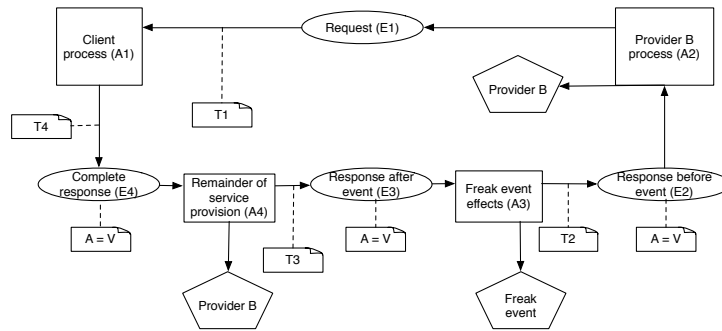 Client
process (A1)
Request (E1)
Provider B
process (A2)
Provider B
T1
T4
Complete
response (E4)
Remainder of
service
provision (A4)
Response after
event (E3)
Freak event
effects (A3)
Response before
event (E2)
A = V
T3
A = V
T2
A = V
Provider B
Freak
event